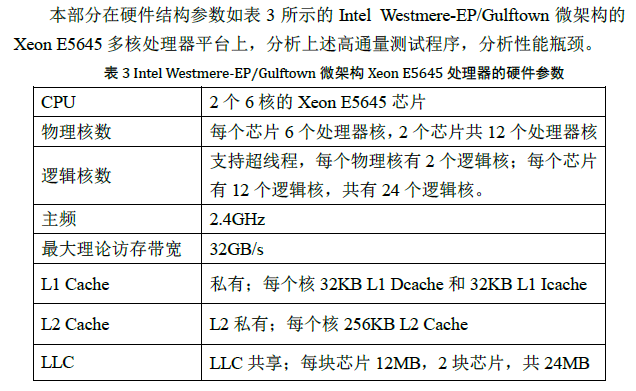 本部分在硬件结构参数如表 3 所示的 Intel Westmere-EP/Gulftown 微架构的
Xeon E5645 多核处理器平台上，分析上述高通量测试程序，分析性能瓶颈。
表 3 Intel Westmere-EP/Gulftown 微架构 Xeon E5645 处理器的硬件参数
CPU 2 个 6 核的 Xeon E5645 芯片
物理核数 每个芯片 6 个处理器核，2 个芯片共 12 个处理器核
逻辑核数 支持超线程，每个物理核有 2 个逻辑核；每个芯片
有 12 个逻辑核，共有 24 个逻辑核。
主频 2.4GHz
最大理论访存带宽 32GB/s
L1 Cache 私有；每个核 32KB L1 Dcache 和 32KB L1 Icache
L2 Cache L2 私有；每个核 256KB L2 Cache
LLC LLC 共享；每块芯片 12MB，2 块芯片，共 24MB